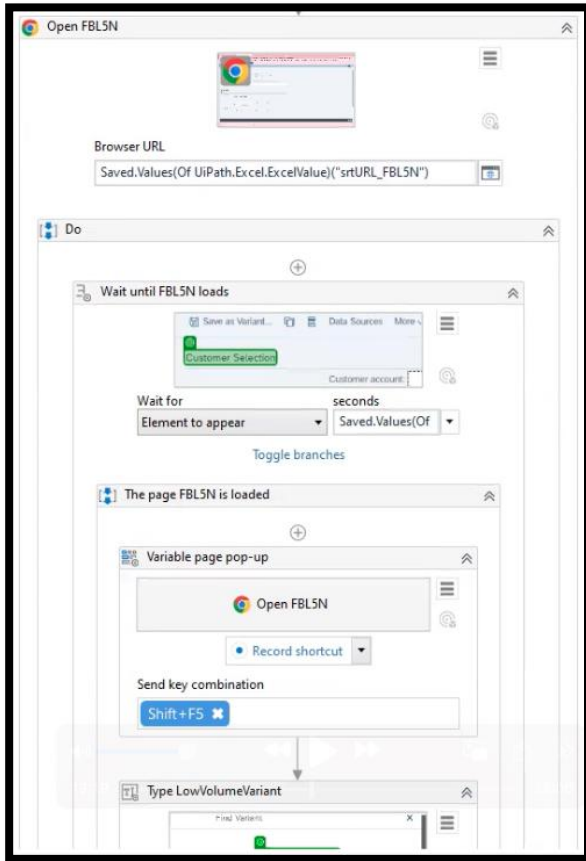 Open FBL5N
Browser URL
Saved.Values(Of UiPath.Excel.ExcelValue)("srtURL_FBL5N")
Do
Wait until FBL5N loads
Save as Variant... Data Sources More
Customer Selection
Customer account:
Wait for seconds
Element to appear Saved.Values(Of
Toggle branches
The page FBL5N is loaded
Variable page pop-up
Open FBL5N
Record shortcut
Send key combination
Shift+F5
Type LowVolumeVariant
Find Variant